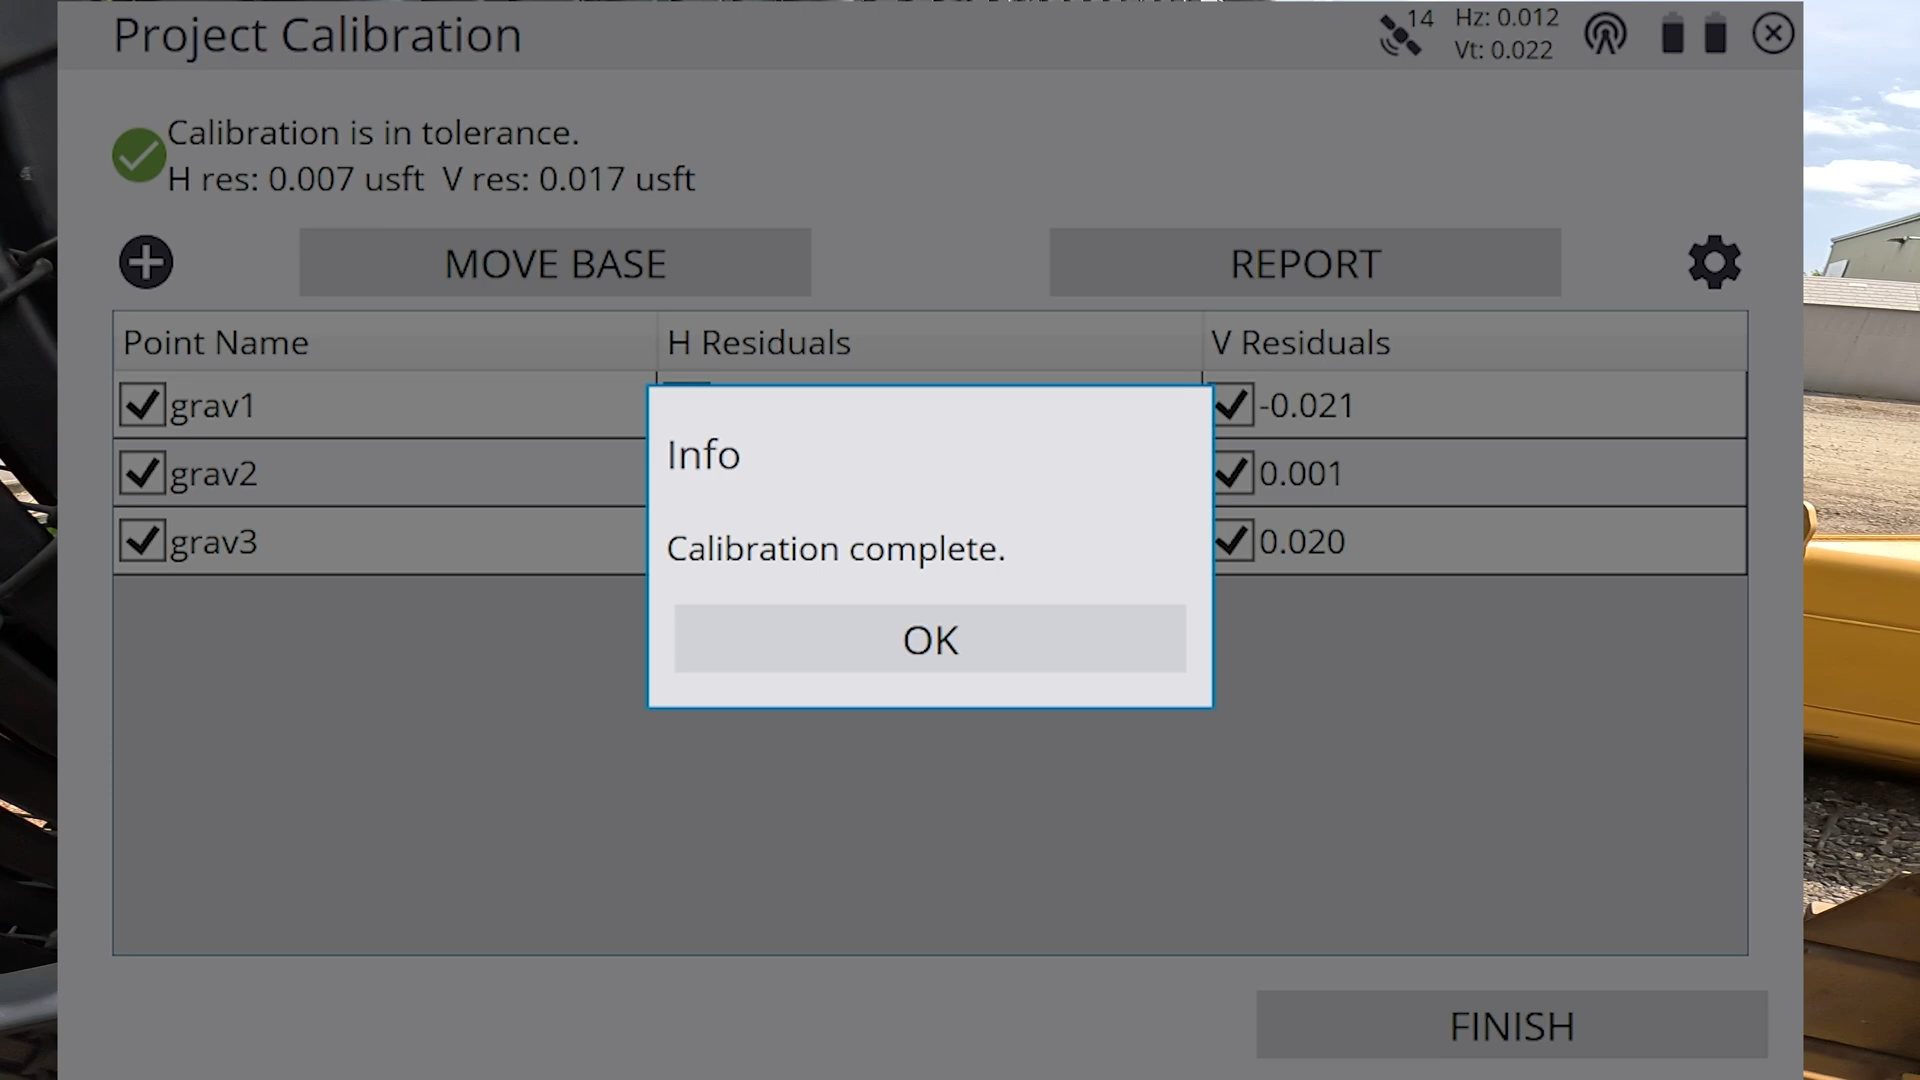 Project Calibration
14
Hz: 0.012
Vt: 0.022
Calibration is in tolerance.
H res: 0.007 usft V res: 0.017 usft
MOVE BASE
REPORT
Point Name
H Residuals
V Residuals
grav1
-0.021
grav2
0.001
grav3
0.020
Info
Calibration complete.
OK
FINISH